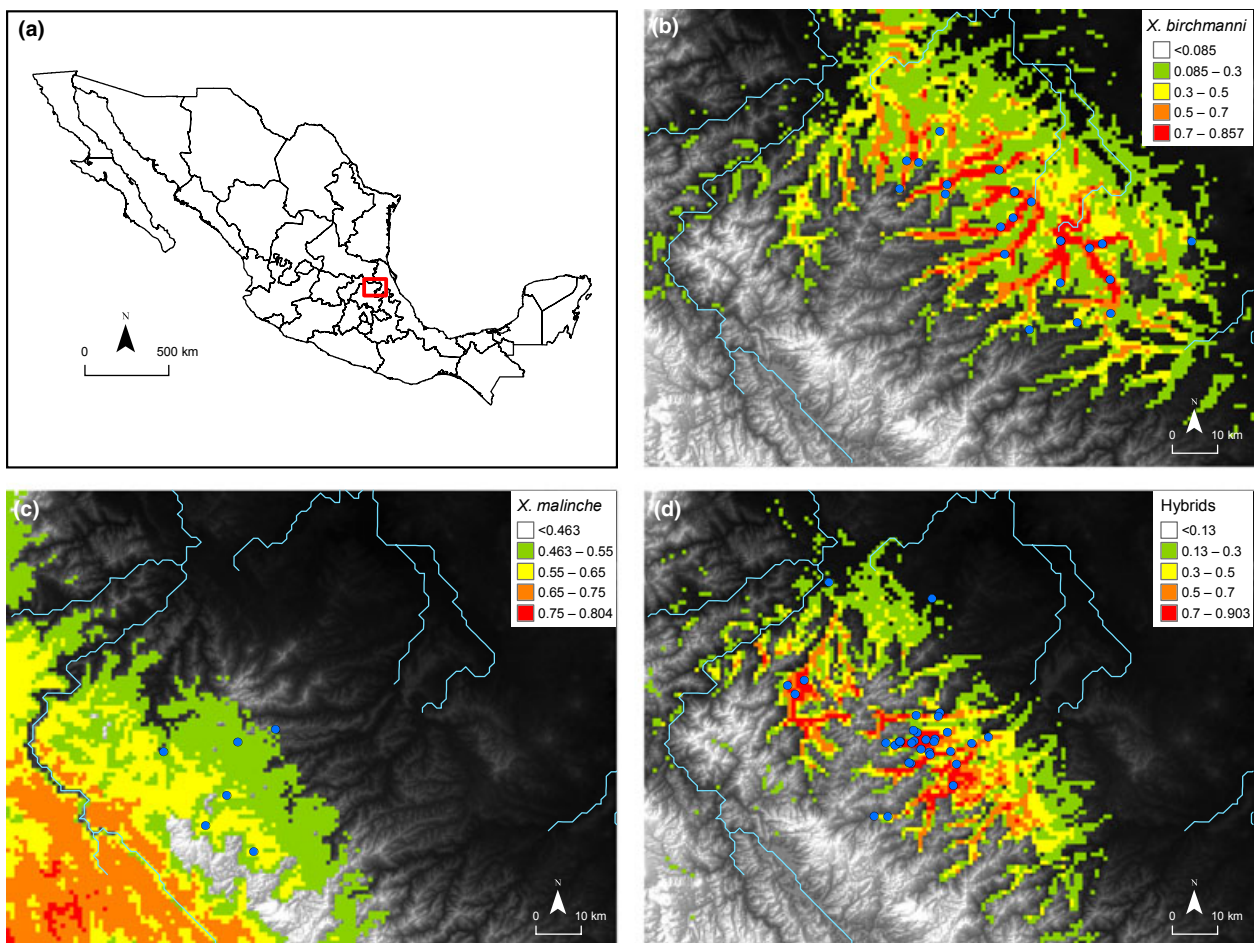 (a)
N
0 500 km
(b)
X. birchmanni
<0.085
0.085 – 0.3
0.3 – 0.5
0.5 – 0.7
0.7 – 0.857
N
0 10 km
(c)
X. malinche
<0.463
0.463 – 0.55
0.55 – 0.65
0.65 – 0.75
0.75 – 0.804
N
0 10 km
(d)
Hybrids
<0.13
0.13 – 0.3
0.3 – 0.5
0.5 – 0.7
0.7 – 0.903
N
0 10 km